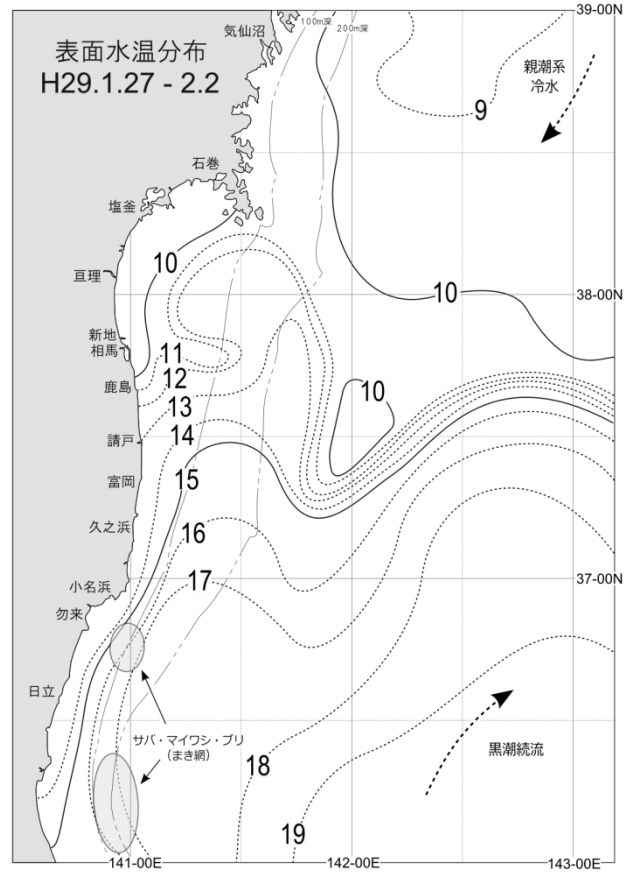 39-00N
気仙沼
100m深
200m深
表面水温分布
H29.1.27 - 2.2
親潮系
冷水
9
石巻
塩釜
10
亘理
10
38-00N
新地
相馬
11
鹿島
12
10
13
請戸
14
富岡
15
久之浜
16
小名浜
17
37-00N
勿来
日立
サバ・マイワシ・ブリ
(まき網)
黒潮続流
18
19
141-00E
142-00E
143-00E